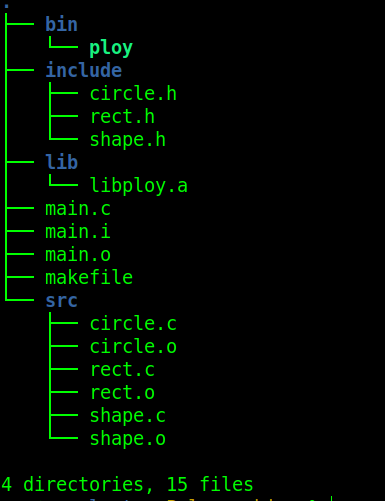 .
├── bin
│   └── ploy
├── include
│   ├── circle.h
│   ├── rect.h
│   └── shape.h
├── lib
│   └── libploy.a
├── main.c
├── main.i
├── main.o
├── makefile
└── src
    ├── circle.c
    ├── circle.o
    ├── rect.c
    ├── rect.o
    ├── shape.c
    └── shape.o

4 directories, 15 files